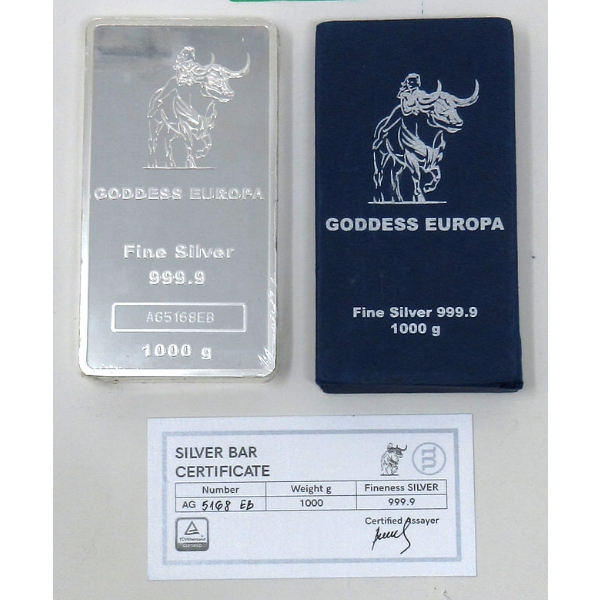 GODDESS EUROPA
Fine Silver
999.9
AG5168EB
1000 g
GODDESS EUROPA
Fine Silver 999.9
1000 g
SILVER BAR
CERTIFICATE
Number Weight g Fineness SILVER
AG 5168 Eb 1000 999.9
Certified Assayer